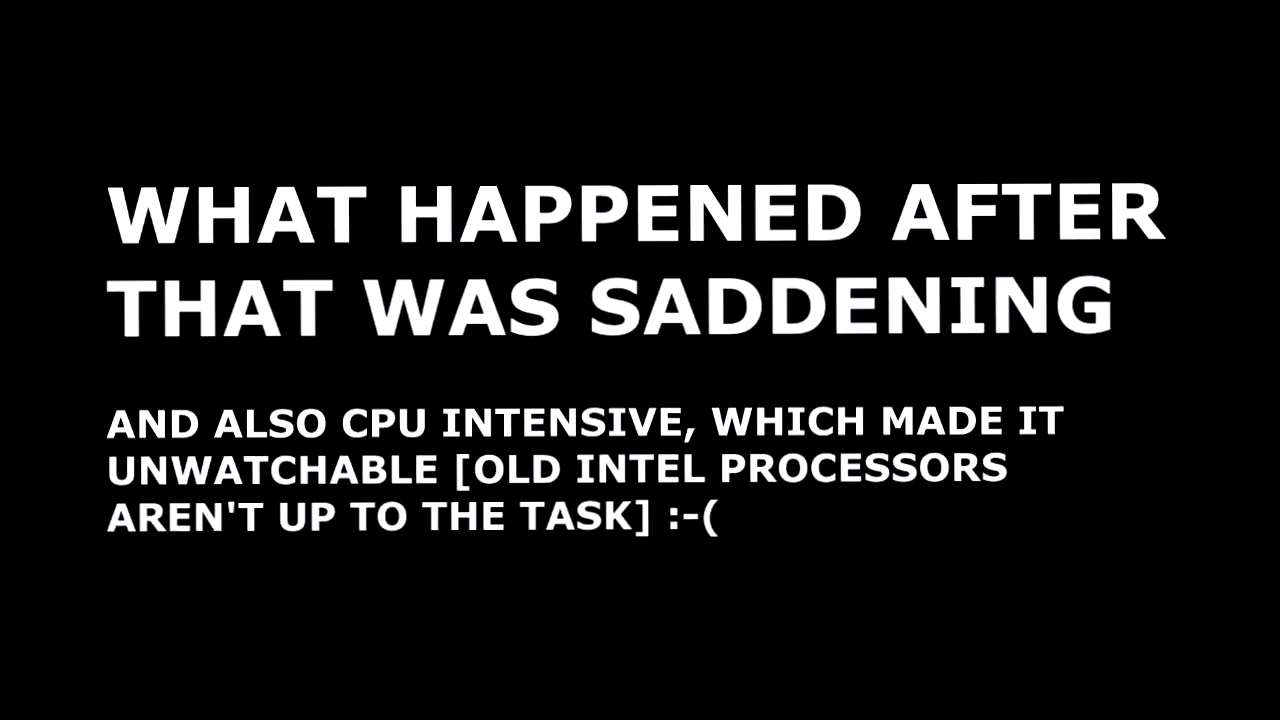 WHAT HAPPENED AFTER
THAT WAS SADDENING
AND ALSO CPU INTENSIVE, WHICH MADE IT
UNWATCHABLE [OLD INTEL PROCESSORS
AREN'T UP TO THE TASK] :-(